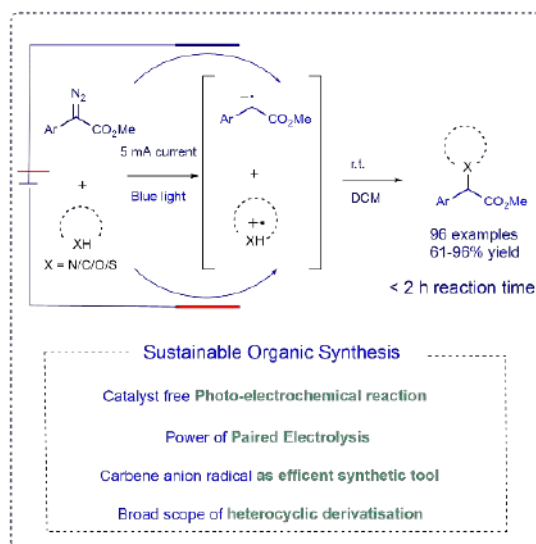 N2
Ar
CO2Me
+
XH
X = N/C/O/S
5 mA current
Blue light
–•
Ar
CO2Me
+
+•
XH
r.t.
DCM
X
Ar
CO2Me
96 examples
61-96% yield
< 2 h reaction time
Sustainable Organic Synthesis
Catalyst free Photo-electrochemical reaction
Power of Paired Electrolysis
Carbene anion radical as efficent synthetic tool
Broad scope of heterocyclic derivatisation